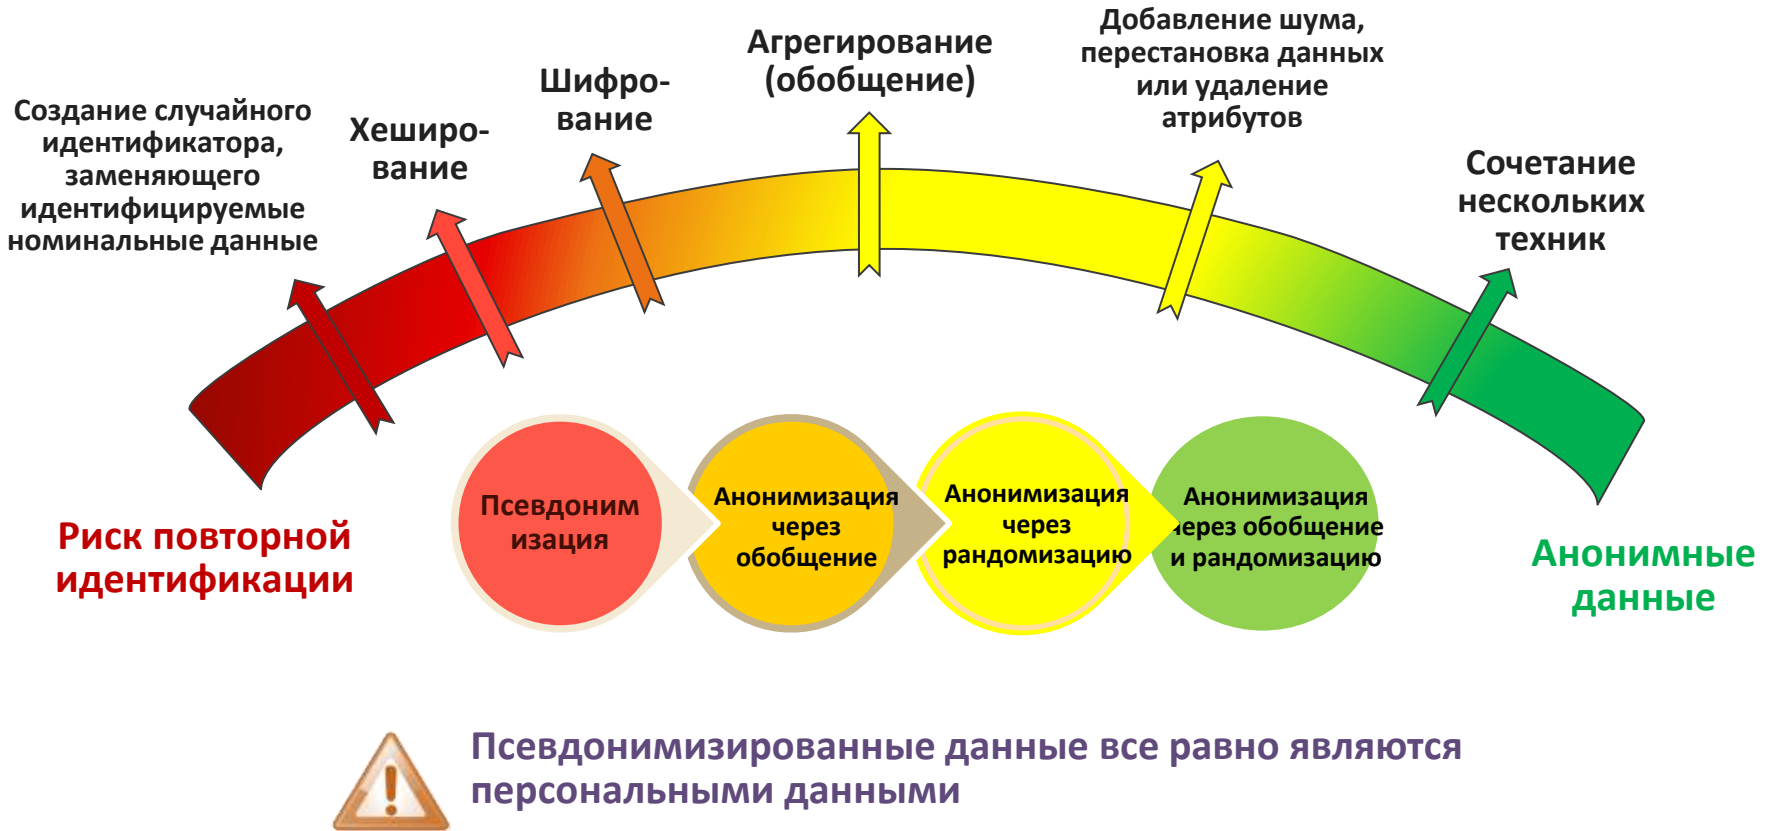 Создание случайного
идентификатора,
заменяющего
идентифицируемые
номинальные данные
Хеширо-
вание
Шифро-
вание
Агрегирование
(обобщение)
Добавление шума,
перестановка данных
или удаление
атрибутов
Сочетание
нескольких
техник
Риск повторной
идентификации
Псевдоним
изация
Анонимизация
через
обобщение
Анонимизация
через
рандомизацию
Анонимизация
через обобщение
и рандомизацию
Анонимные
данные
Псевдонимизированные данные все равно являются
персональными данными